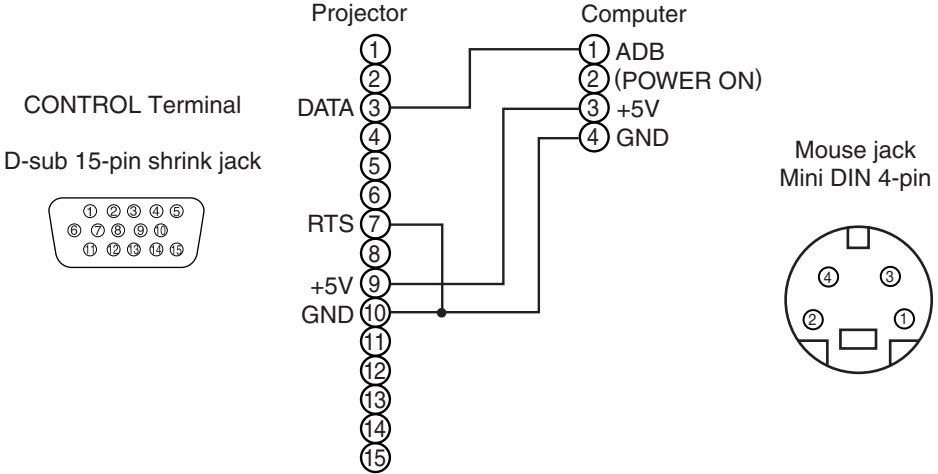 Projector
Computer
CONTROL Terminal
D-sub 15-pin shrink jack
1 2 3 4 5
6 7 8 9 10
11 12 13 14 15
1
2
DATA 3
4
5
6
RTS 7
8
+5V 9
GND 10
11
12
13
14
15
1 ADB
2 (POWER ON)
3 +5V
4 GND
Mouse jack
Mini DIN 4-pin
4 3
2 1